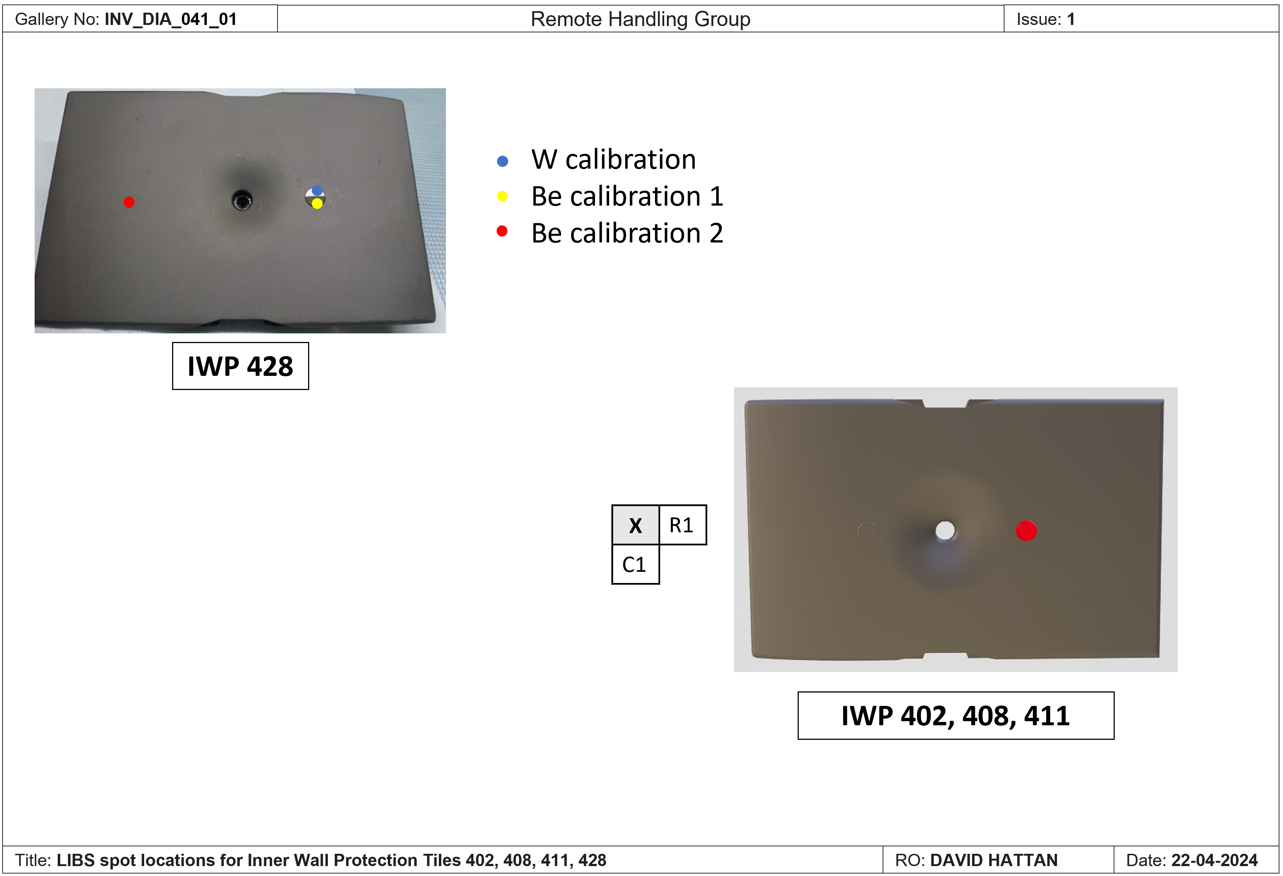 Gallery No: INV_DIA_041_01
Remote Handling Group
Issue: 1
W calibration
Be calibration 1
Be calibration 2
IWP 428
X R1
C1
IWP 402, 408, 411
Title: LIBS spot locations for Inner Wall Protection Tiles 402, 408, 411, 428
RO: DAVID HATTAN
Date: 22-04-2024